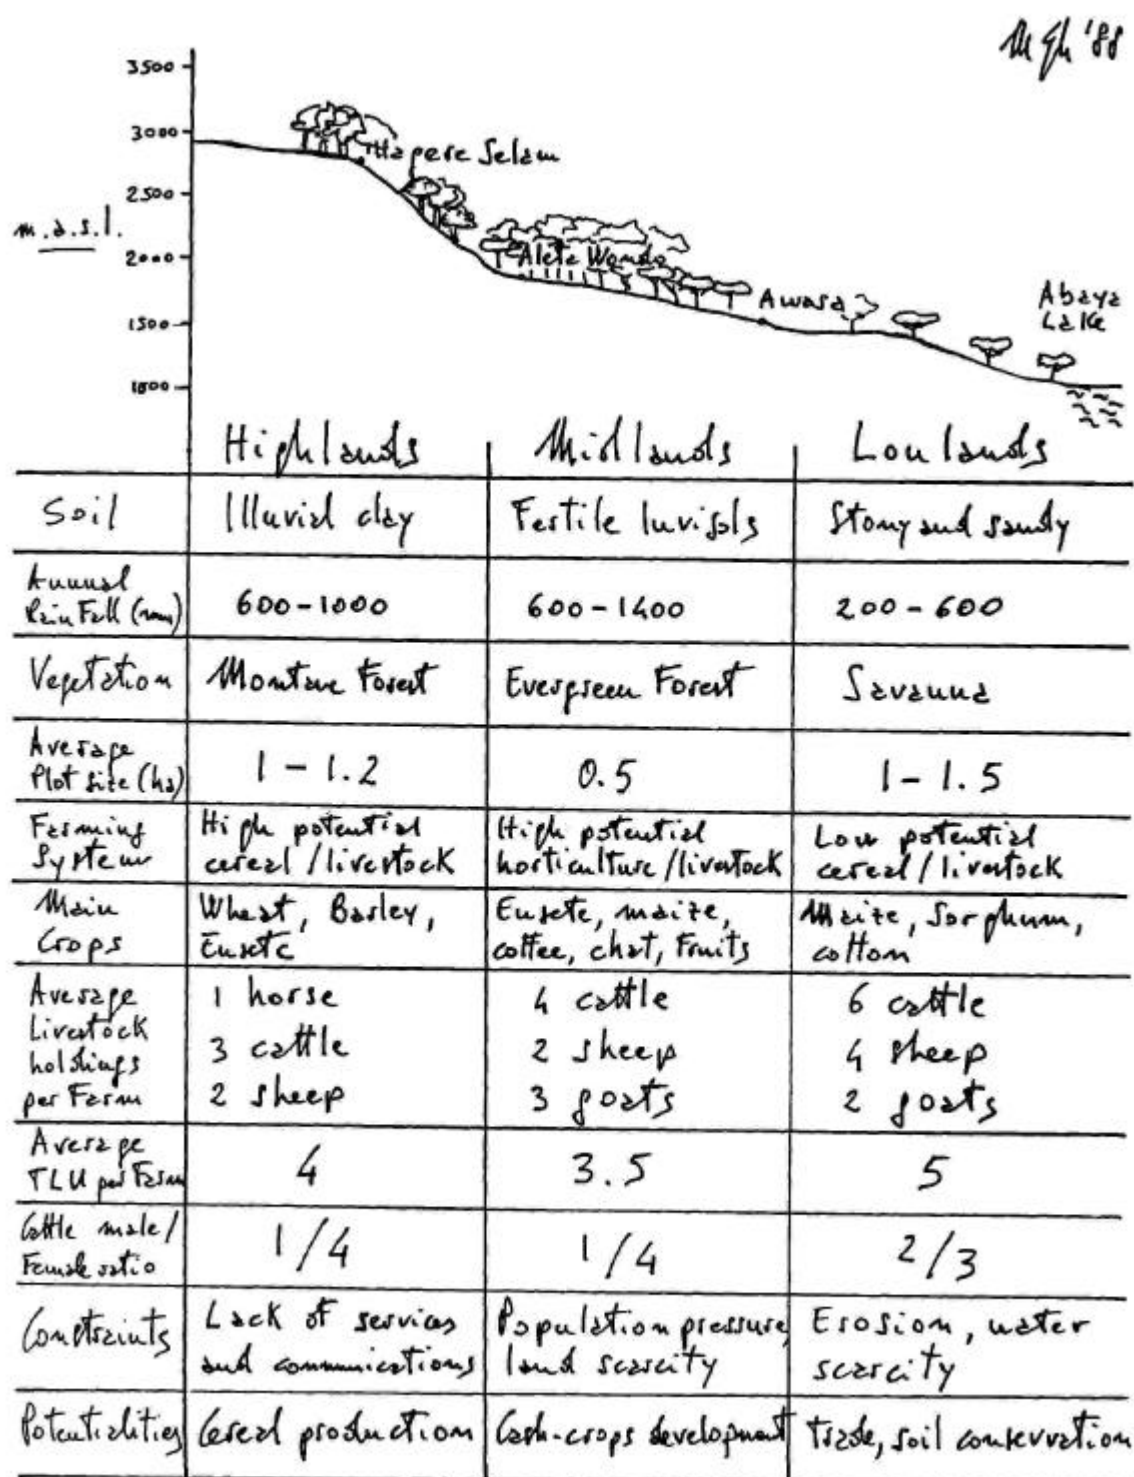 '88
3500
3000
Hapere Selam
2500
m.a.s.l.
2000
Aleta Wondo
Awasa
Abaya
Lake
1500
1000
Highlands Midlands Lowlands
Soil Illuvial clay Fertile luvisols Stony and sandy
Annual
RainFall (mm) 600-1000 600-1400 200-600
Vegetation Montane Forest Evergreen Forest Savanna
Average
Plot size (ha) 1-1.2 0.5 1-1.5
Farming High potential High potential Low potential
Systems cereal/livestock horticulture/livestock cereal/livestock
Main Wheat, Barley, Ensete, maize, Maize, Sorghum,
Crops Ensete coffee, chat, Fruits cotton
Average 1 horse 4 cattle 6 cattle
Livestock
holdings 3 cattle 2 sheep 4 sheep
per Farm 2 sheep 3 goats 2 goats
Average
TLU per Farm 4 3.5 5
Cattle male/
Female ratio 1/4 1/4 2/3
Constraints Lack of services Population pressure, Erosion, water
and communications land scarcity scarcity
Potentialities Cereal production Cash-crops development Trade, soil conservation